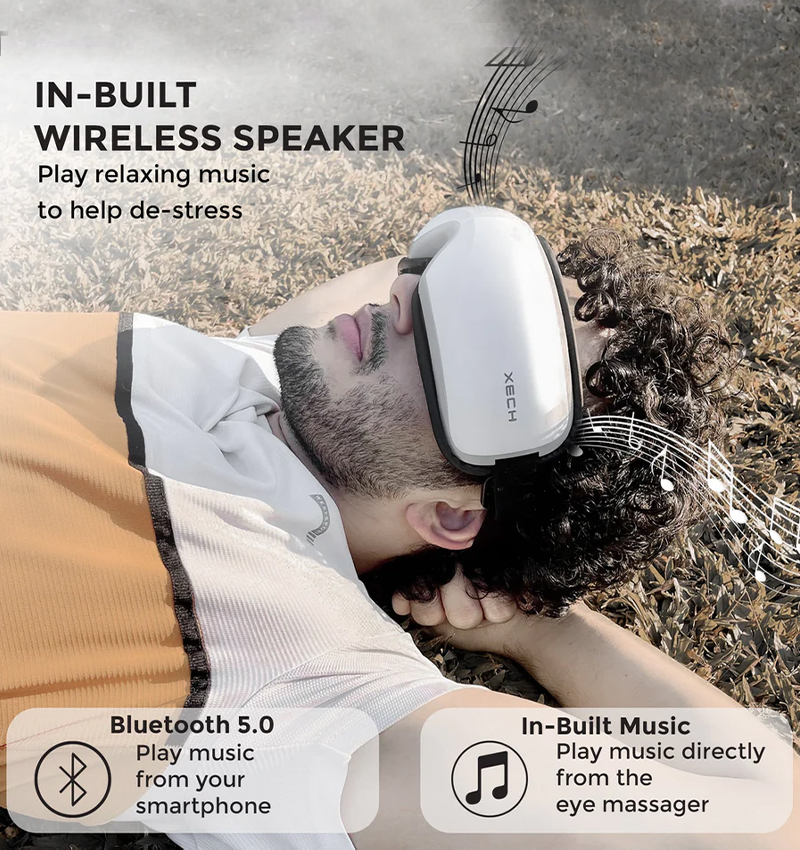 IN-BUILT
WIRELESS SPEAKER
Play relaxing music
to help de-stress
XECH
Bluetooth 5.0
Play music
from your
smartphone
In-Built Music
Play music directly
from the
eye massager